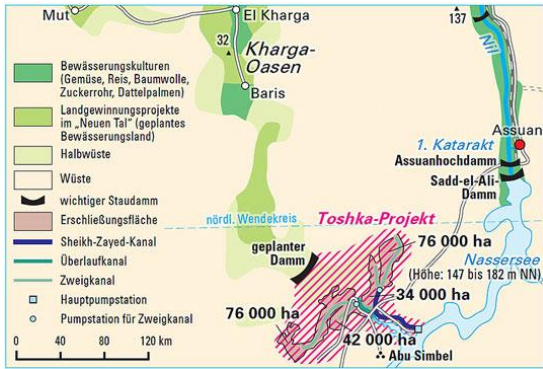 Mut
El Kharga
137
32
Kharga-
Oasen
Nil
Baris
Bewässerungskulturen
(Gemüse, Reis, Baumwolle,
Zuckerrohr, Dattelpalmen)
Landgewinnungsprojekte
im „Neuen Tal“ (geplantes
Bewässerungsland)
Halbwüste
Wüste
wichtiger Staudamm
Erschließungsfläche
Sheikh-Zayed-Kanal
Überlaufkanal
Zweigkanal
Hauptpumpstation
Pumpstation für Zweigkanal
0 40 80 120 km
1. Katarakt
Assuan
Assuanhochdamm
Sadd-el-Ali-
Damm
nördl. Wendekreis
Toshka-Projekt
geplanter
Damm
76 000 ha
Nassersee
(Höhe: 147 bis 182 m NN)
34 000 ha
76 000 ha
42 000 ha
Abu Simbel